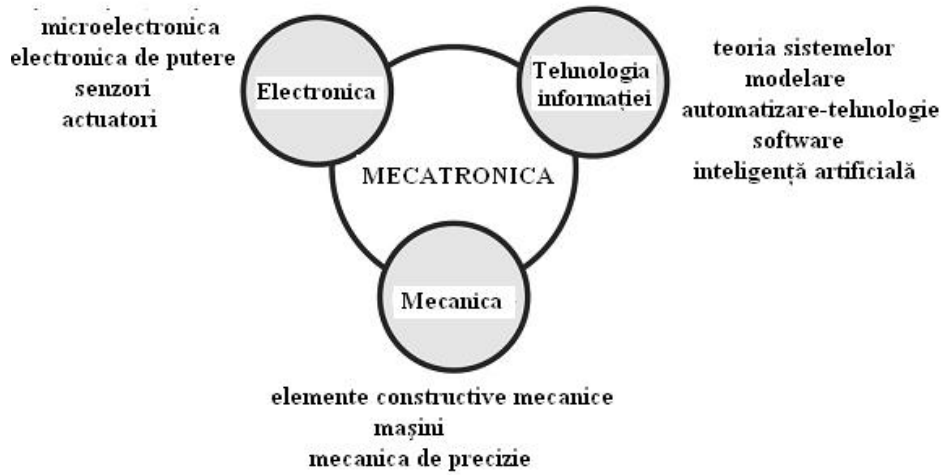 microelectronica
electronica de putere
senzori
actuatori
Electronica
Tehnologia
informației
teoria sistemelor
modelare
automatizare-tehnologie
software
inteligență artificială
MECATRONICA
Mecanica
elemente constructive mecanice
mașini
mecanica de precizie